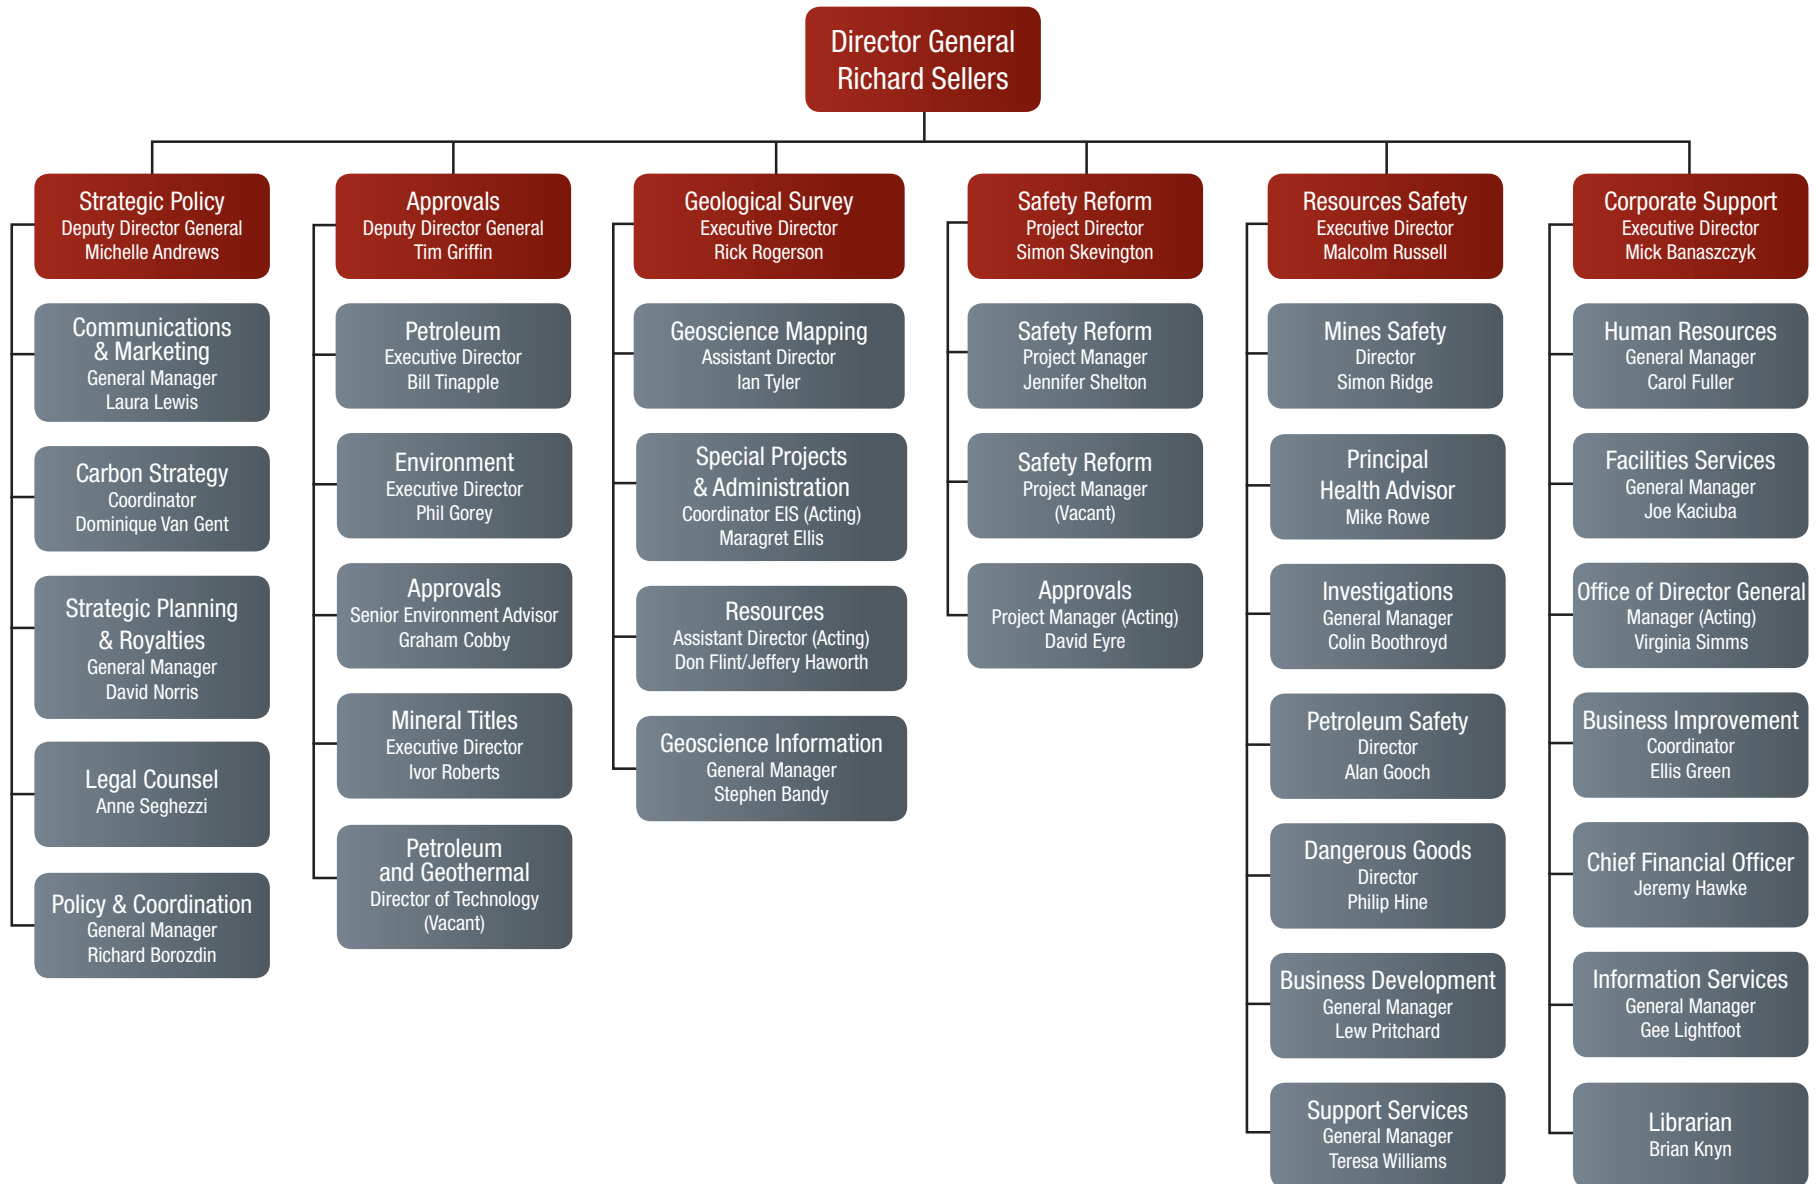 Director General
Richard Sellers
Strategic Policy
Deputy Director General
Michelle Andrews
Communications
& Marketing
General Manager
Laura Lewis
Carbon Strategy
Coordinator
Dominique Van Gent
Strategic Planning
& Royalties
General Manager
David Norris
Legal Counsel
Anne Seghezzi
Policy & Coordination
General Manager
Richard Borozdin
Approvals
Deputy Director General
Tim Griffin
Petroleum
Executive Director
Bill Tinapple
Environment
Executive Director
Phil Gorey
Approvals
Senior Environment Advisor
Graham Cobby
Mineral Titles
Executive Director
Ivor Roberts
Petroleum
and Geothermal
Director of Technology
(Vacant)
Geological Survey
Executive Director
Rick Rogerson
Geoscience Mapping
Assistant Director
Ian Tyler
Special Projects
& Administration
Coordinator EIS (Acting)
Maragret Ellis
Resources
Assistant Director (Acting)
Don Flint/Jeffery Haworth
Geoscience Information
General Manager
Stephen Bandy
Safety Reform
Project Director
Simon Skevington
Safety Reform
Project Manager
Jennifer Shelton
Safety Reform
Project Manager
(Vacant)
Approvals
Project Manager (Acting)
David Eyre
Resources Safety
Executive Director
Malcolm Russell
Mines Safety
Director
Simon Ridge
Principal
Health Advisor
Mike Rowe
Investigations
General Manager
Colin Boothroyd
Petroleum Safety
Director
Alan Gooch
Dangerous Goods
Director
Philip Hine
Business Development
General Manager
Lew Pritchard
Support Services
General Manager
Teresa Williams
Corporate Support
Executive Director
Mick Banaszczyk
Human Resources
General Manager
Carol Fuller
Facilities Services
General Manager
Joe Kaciuba
Office of Director General
Manager (Acting)
Virginia Simms
Business Improvement
Coordinator
Ellis Green
Chief Financial Officer
Jeremy Hawke
Information Services
General Manager
Gee Lightfoot
Librarian
Brian Knyn